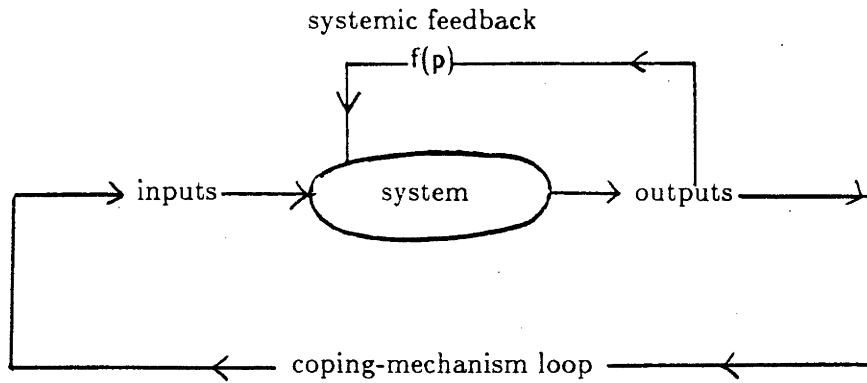 systemic feedback
f(p)
inputs system outputs
coping-mechanism loop